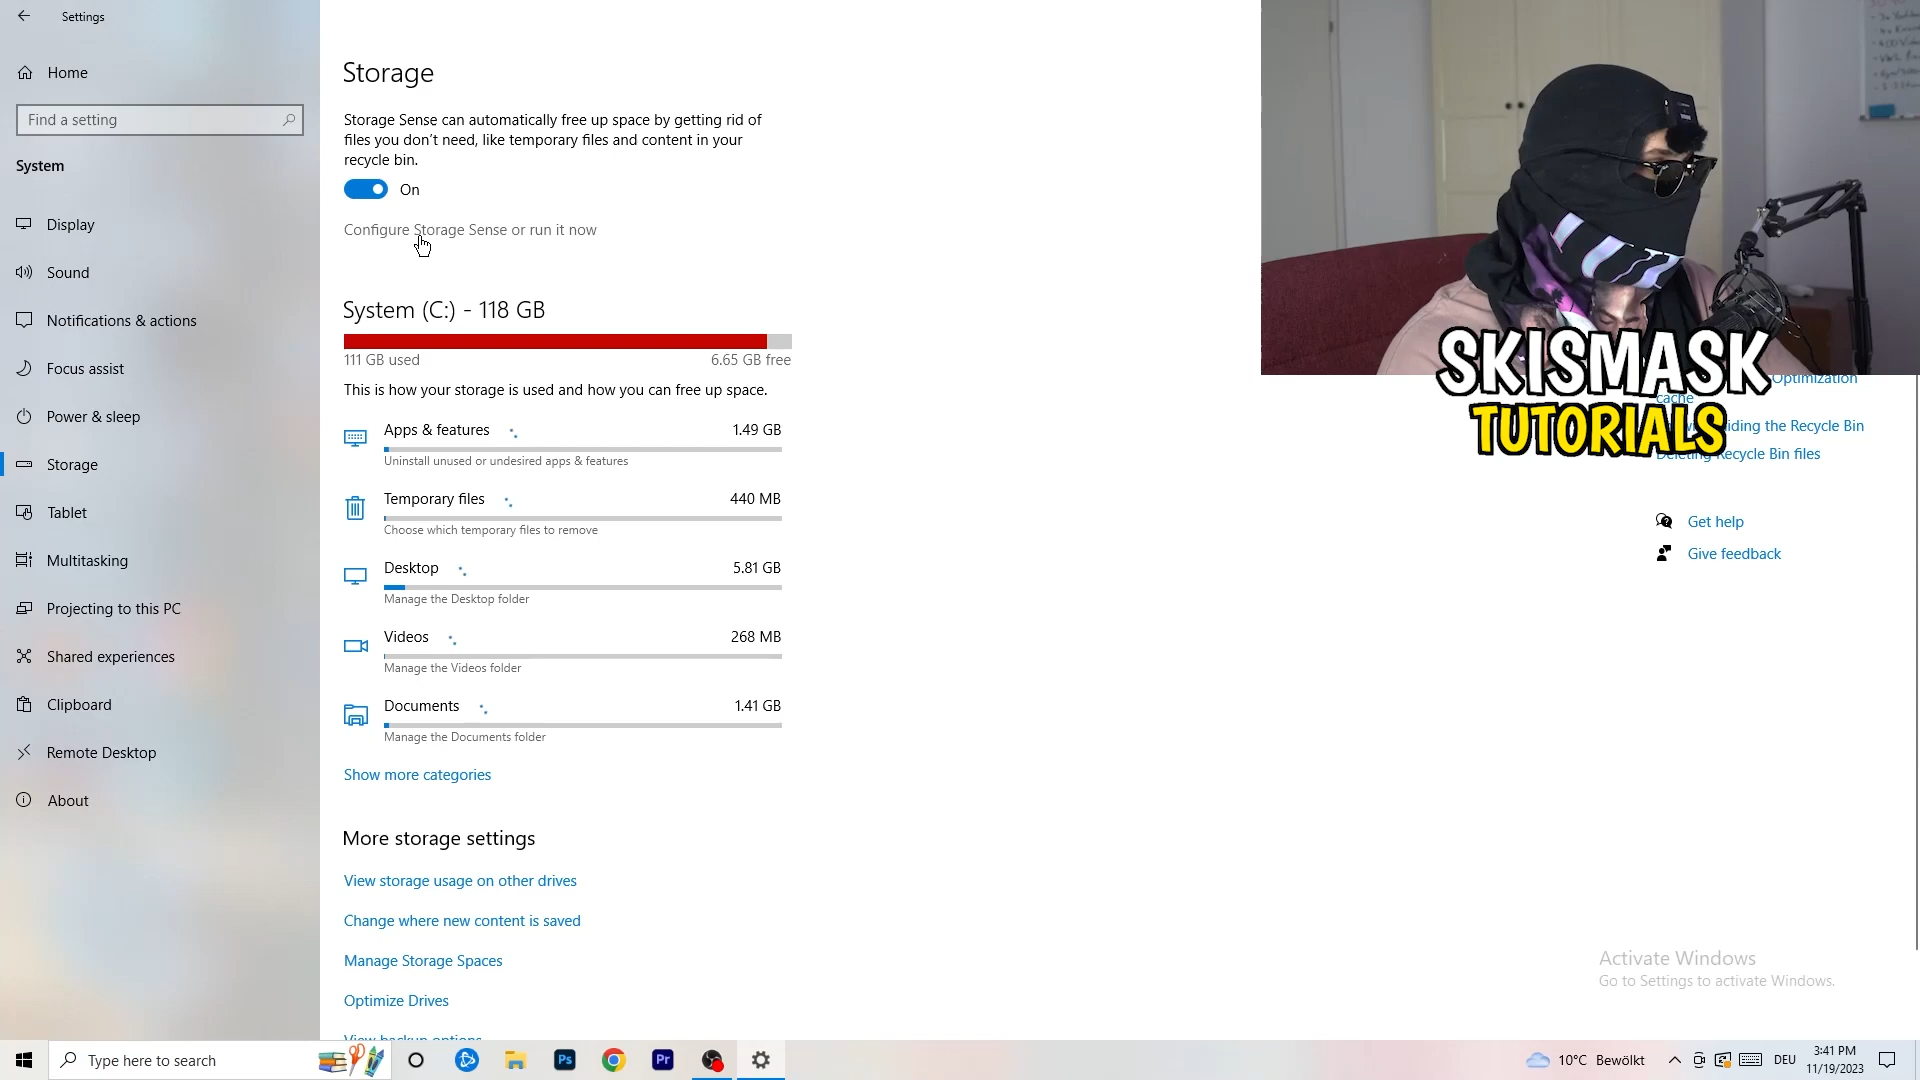 Settings
Home
Find a setting
System
Display
Sound
Notifications & actions
Focus assist
Power & sleep
Storage
Tablet
Multitasking
Projecting to this PC
Shared experiences
Clipboard
Remote Desktop
About
Storage
Storage Sense can automatically free up space by getting rid of
files you don't need, like temporary files and content in your
recycle bin.
On
Configure Storage Sense or run it now
System (C:) - 118 GB
111 GB used
6.65 GB free
This is how your storage is used and how you can free up space.
Apps & features
1.49 GB
Uninstall unused or undesired apps & features
Temporary files
440 MB
Choose which temporary files to remove
Desktop
5.81 GB
Manage the Desktop folder
Videos
268 MB
Manage the Videos folder
Documents
1.41 GB
Manage the Documents folder
Show more categories
More storage settings
View storage usage on other drives
Change where new content is saved
Manage Storage Spaces
Optimize Drives
View backup options
SKISMASK
TUTORIALS
Optimization
cache
the Recycle Bin
Deleting Recycle Bin files
Get help
Give feedback
Activate Windows
Go to Settings to activate Windows.
Type here to search
Ps
Pr
10°C Bewölkt
DEU
3:41 PM
11/19/2023